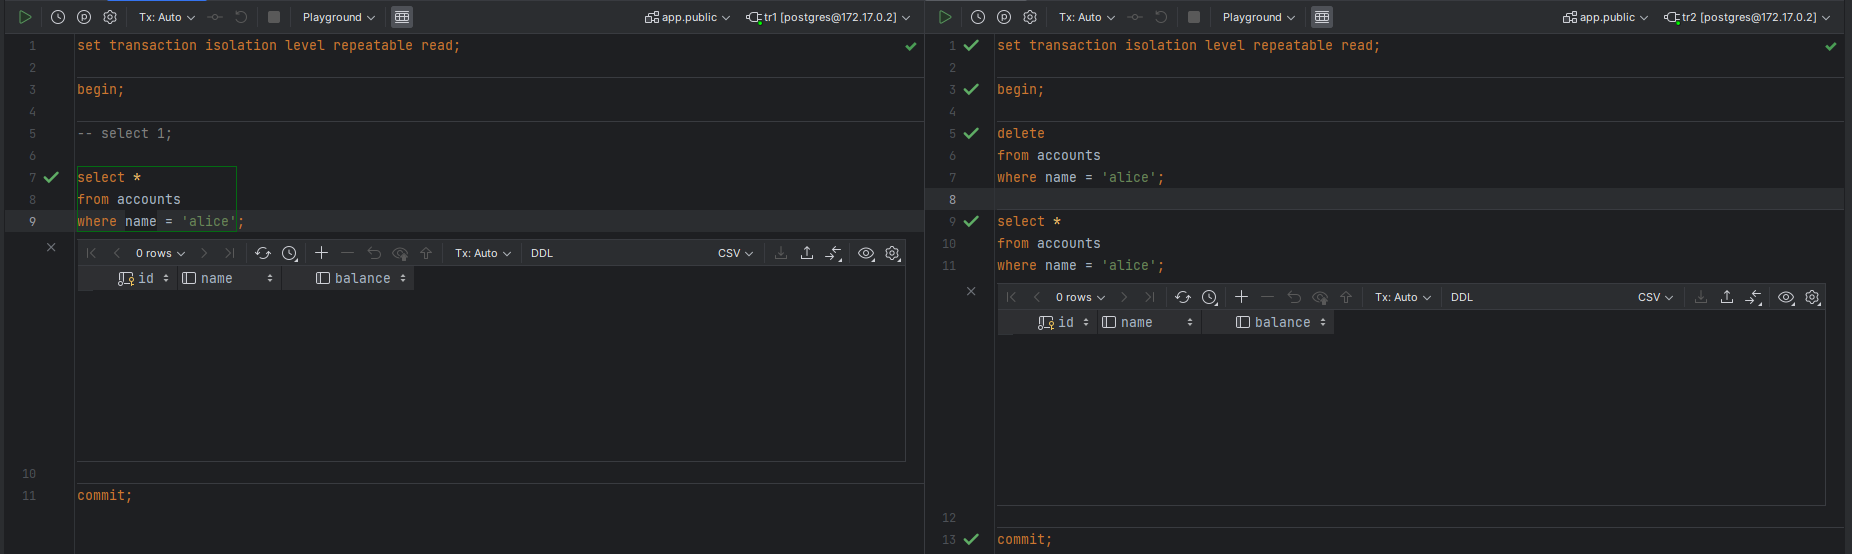 Tx: Auto Playground app.public tr1 [postgres@172.17.0.2]
1 set transaction isolation level repeatable read;
2
3 begin;
4
5 -- select 1;
6
7 select *
8 from accounts
9 where name = 'alice';
0 rows Tx: Auto DDL CSV
id name balance
10
11 commit;
Tx: Auto Playground app.public tr2 [postgres@172.17.0.2]
1 set transaction isolation level repeatable read;
2
3 begin;
4
5 delete
6 from accounts
7 where name = 'alice';
8
9 select *
10 from accounts
11 where name = 'alice';
0 rows Tx: Auto DDL CSV
id name balance
12
13 commit;